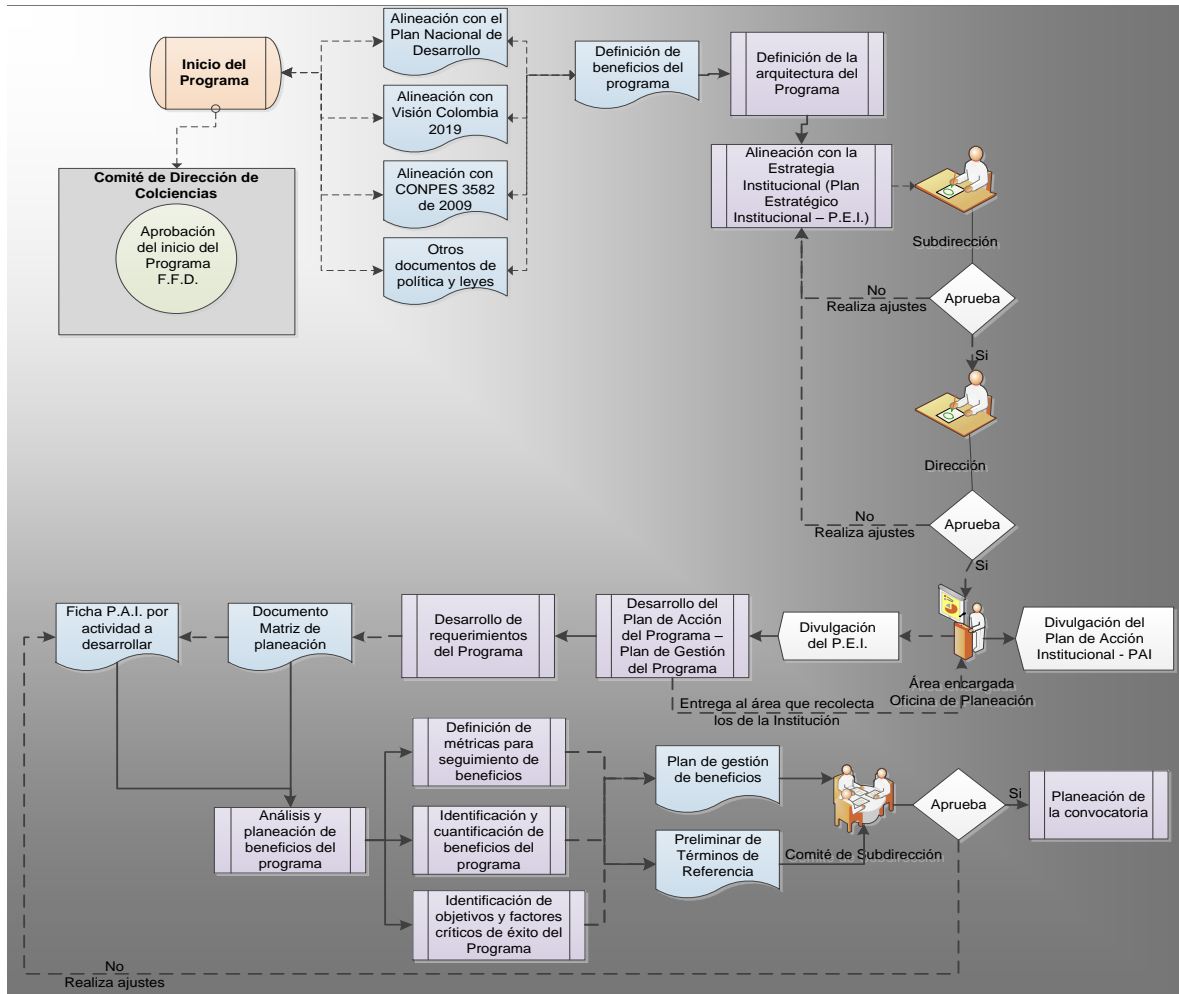 Inicio del
Programa
Comité de Dirección de
Colciencias
Aprobación
del inicio del
Programa
F.F.D.
Alineación con el
Plan Nacional de
Desarrollo
Alineación con
Visión Colombia
2019
Alineación con
CONPES 3582
de 2009
Otros
documentos de
política y leyes
Definición de
beneficios del
programa
Definición de la
arquitectura del
Programa
Alineación con la
Estrategia
Institucional (Plan
Estratégico
Institucional – P.E.I.)
Subdirección
Aprueba
No
Realiza ajustes
Si
Dirección
Aprueba
No
Realiza ajustes
Si
Área encargada
Oficina de Planeación
Divulgación del
Plan de Acción
Institucional - PAI
Divulgación
del P.E.I.
Desarrollo del
Plan de Acción
del Programa –
Plan de Gestión
del Programa
Entrega al área que recolecta
los de la Institución
Desarrollo de
requerimientos
del Programa
Documento
Matriz de
planeación
Ficha P.A.I. por
actividad a
desarrollar
Análisis y
planeación de
beneficios del
programa
Definición de
métricas para
seguimiento de
beneficios
Identificación y
cuantificación de
beneficios del
programa
Identificación de
objetivos y factores
críticos de éxito del
Programa
Plan de gestión
de beneficios
Preliminar de
Términos de
Referencia
Comité de Subdirección
Aprueba
Si
Planeación de
la convocatoria
No
Realiza ajustes